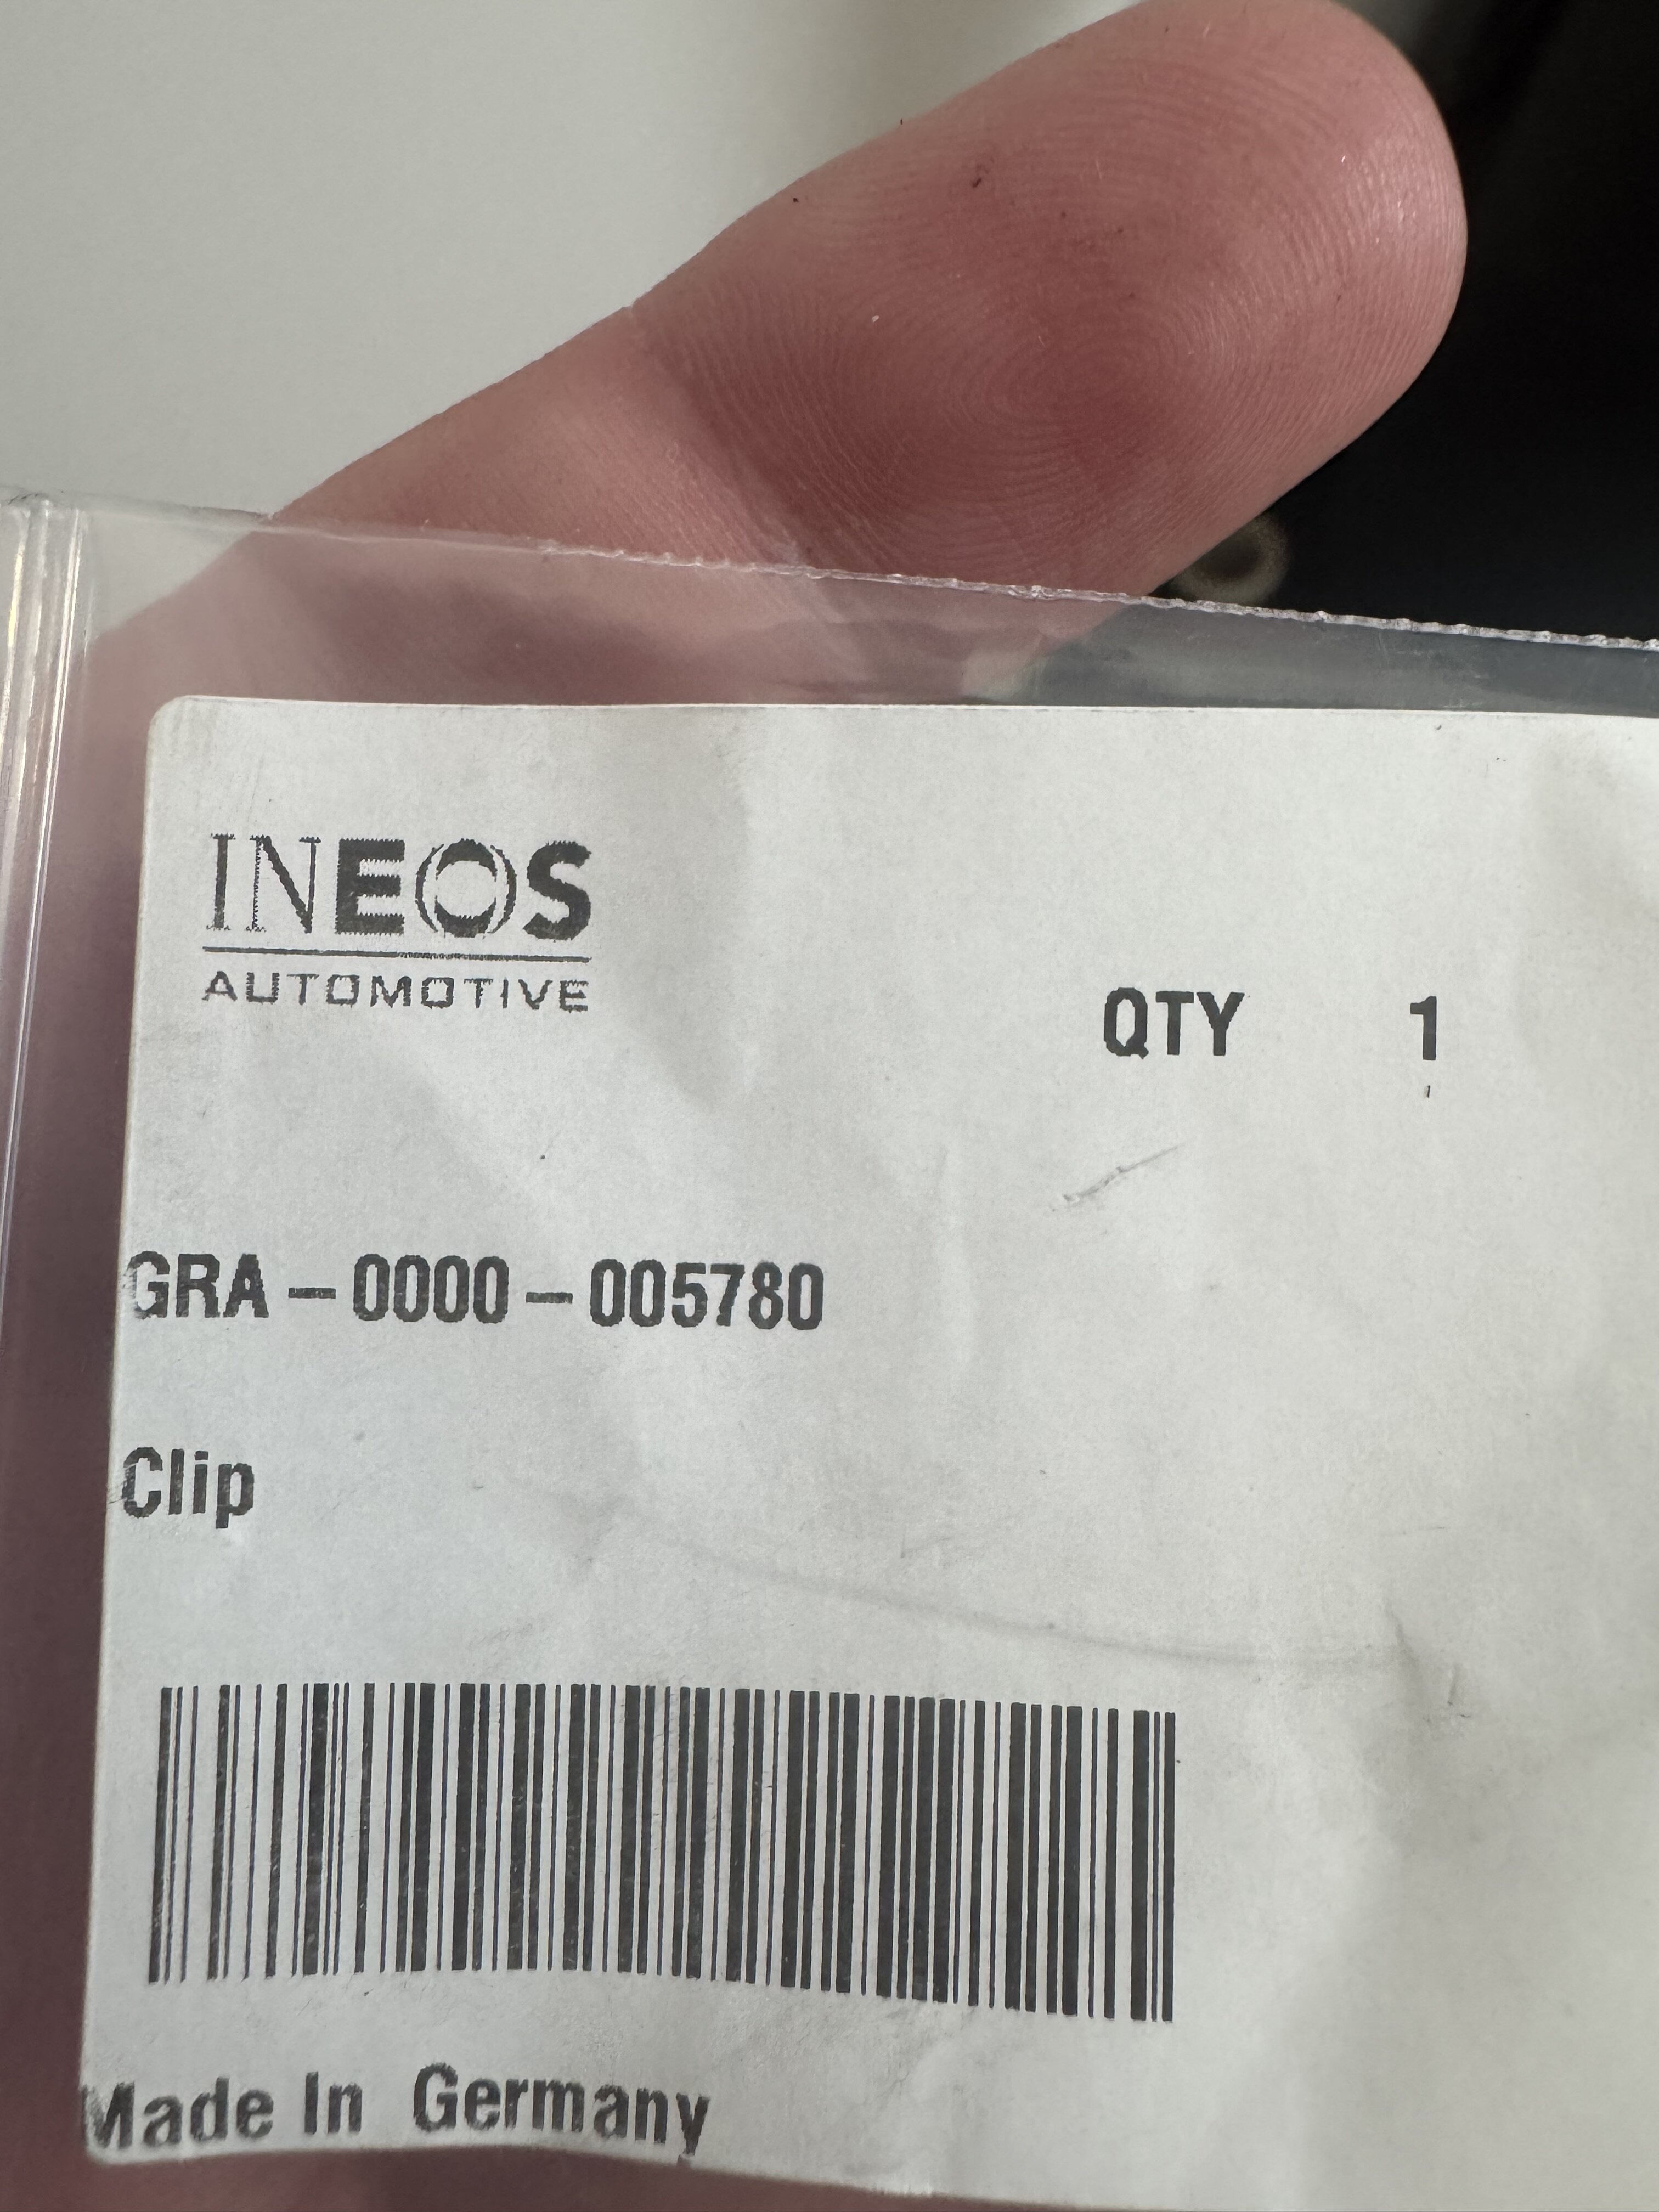 INEOS
AUTOMOTIVE
QTY 1
GRA-0000-005780
Clip
Made In Germany